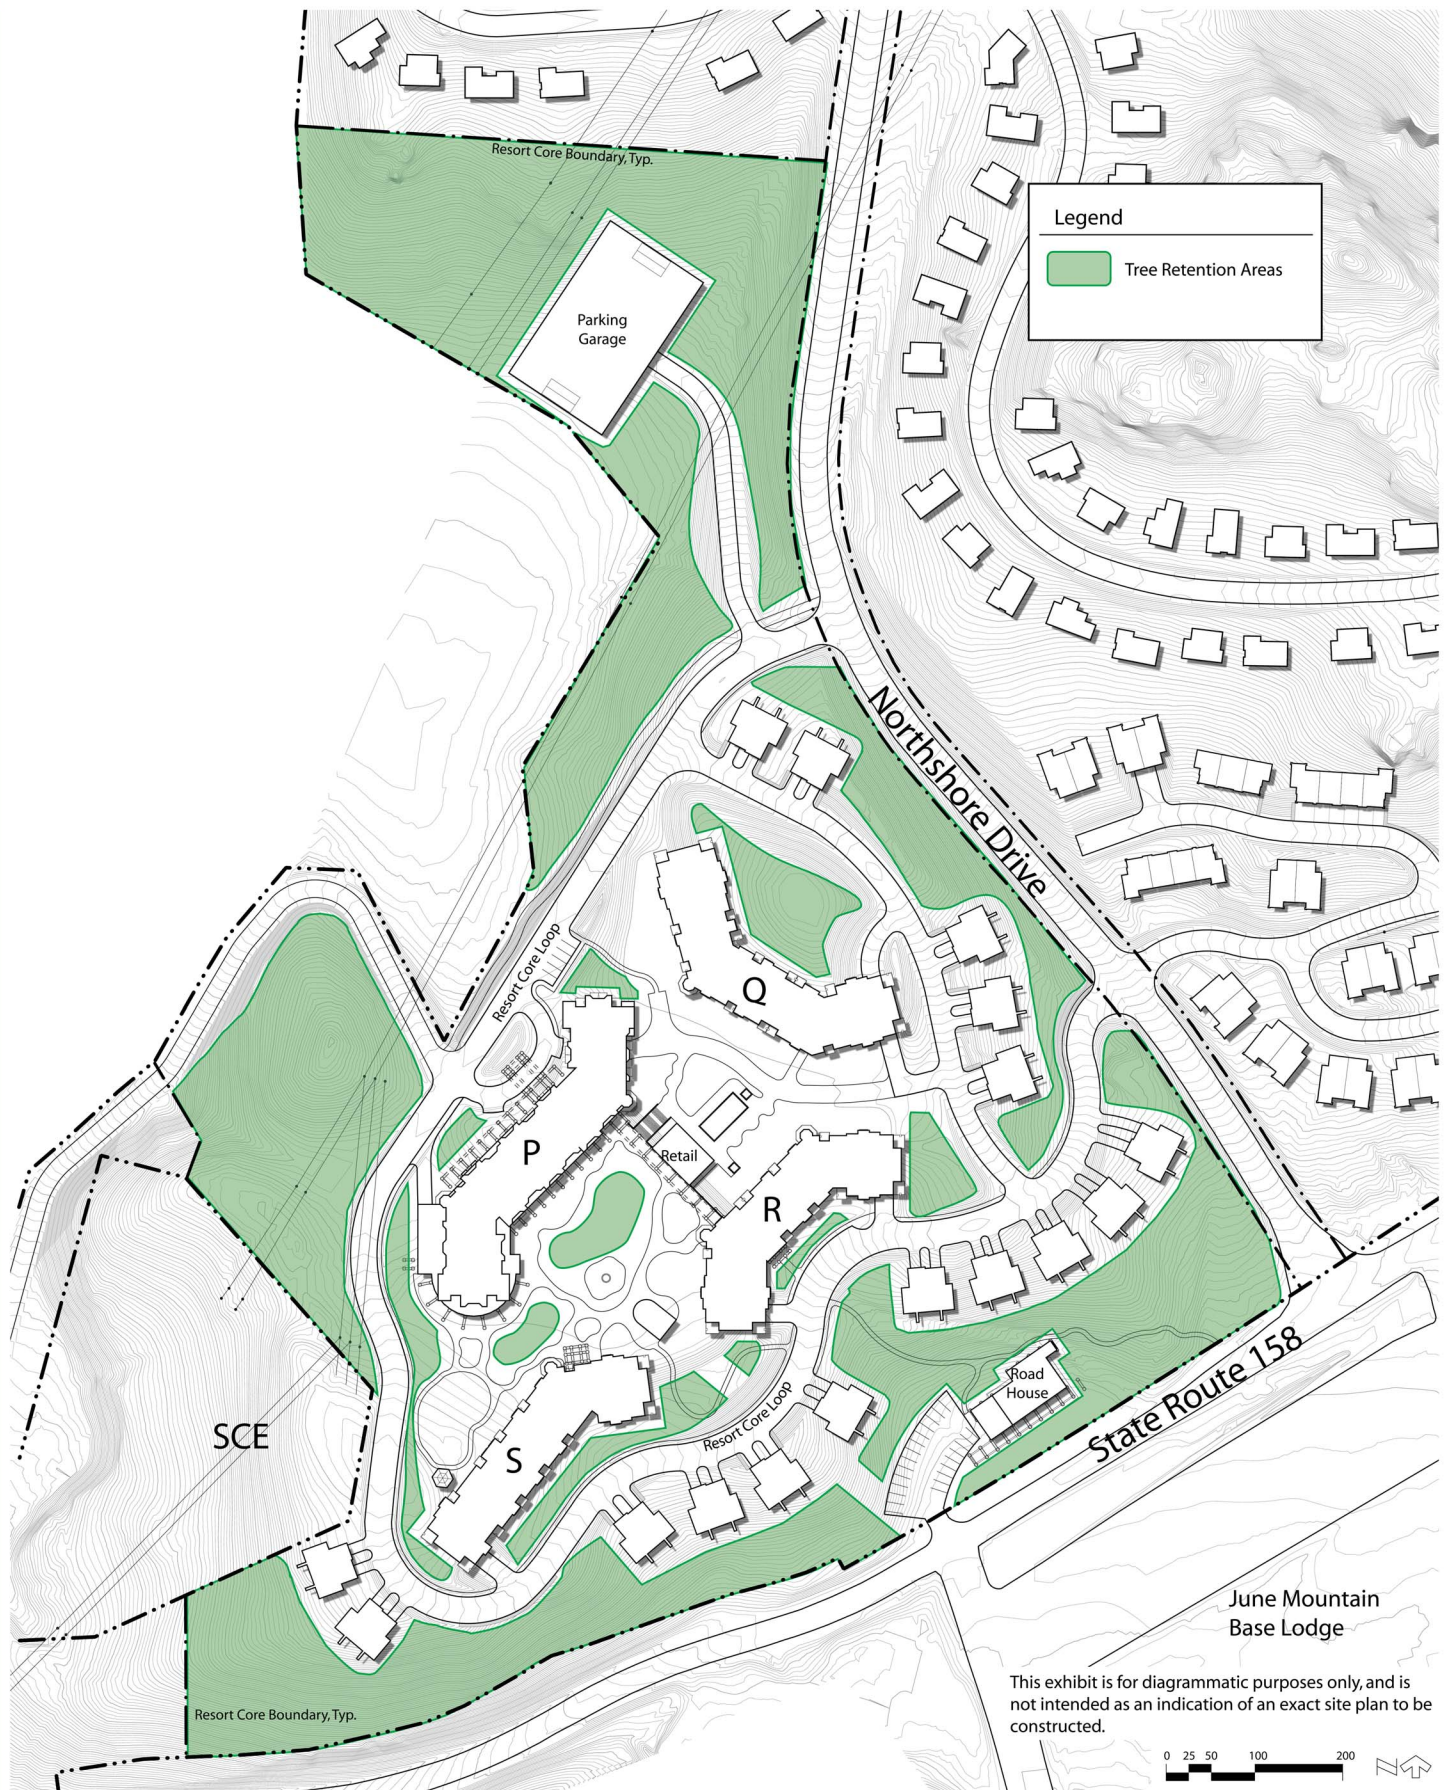 Resort Core Boundary, Typ.
Legend
Tree Retention Areas
Parking
Garage
Northshore Drive
Resort Core Loop
Q
P
Retail
R
Road
House
State Route 158
SCE
S
Resort Core Loop
June Mountain
Base Lodge
This exhibit is for diagrammatic purposes only, and is
not intended as an indication of an exact site plan to be
constructed.
Resort Core Boundary, Typ.
0 25 50 100 200
N